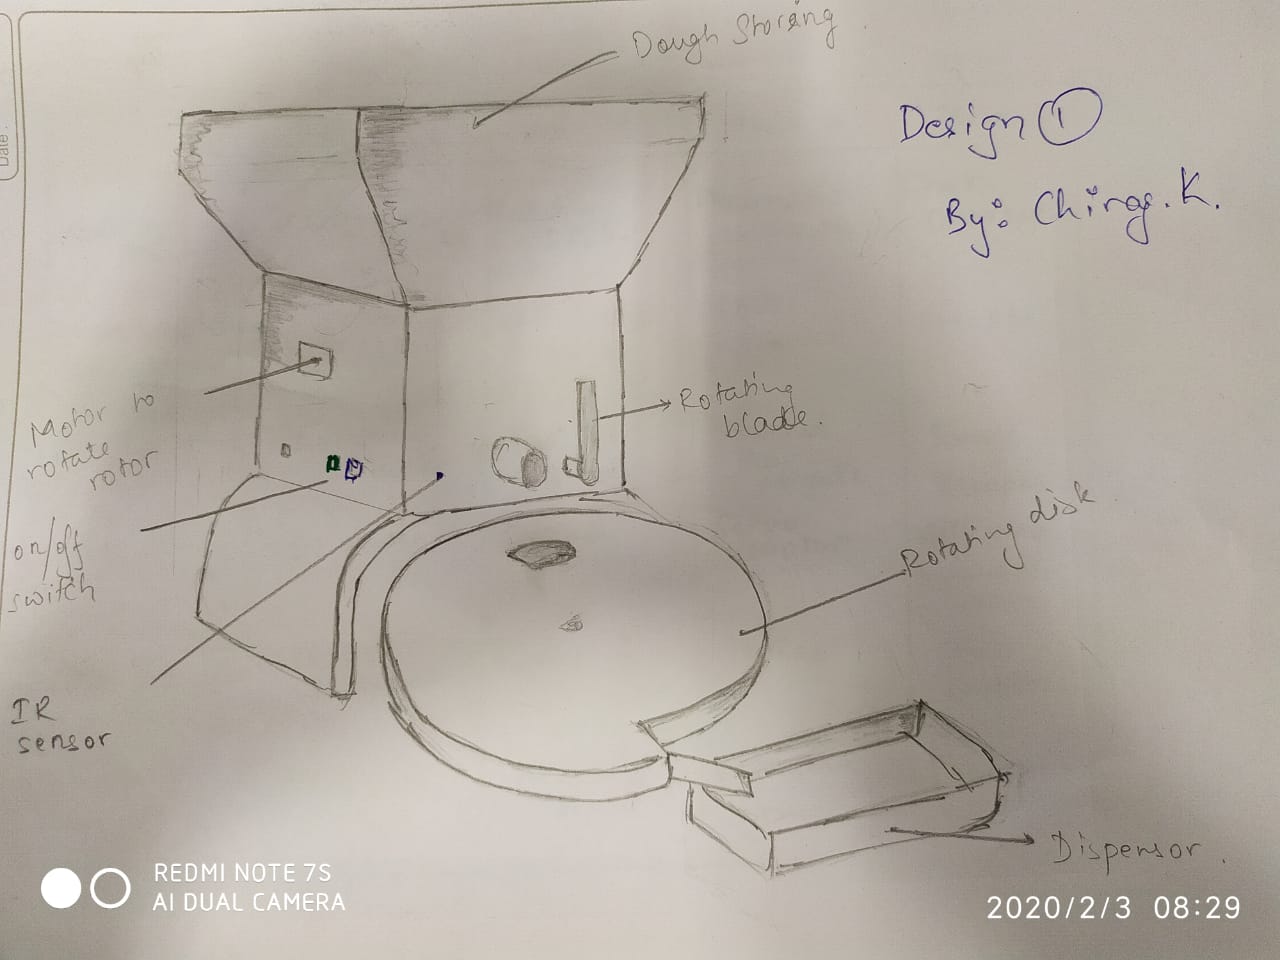 Date :
Dough Storing
Design ①
By: Chirag.K.
Motor to
rotate
rotor
Rotating
blade.
on/off
switch
Rotating disk
IR
sensor
Dispensor.
REDMI NOTE 7S
AI DUAL CAMERA
2020/2/3 08:29